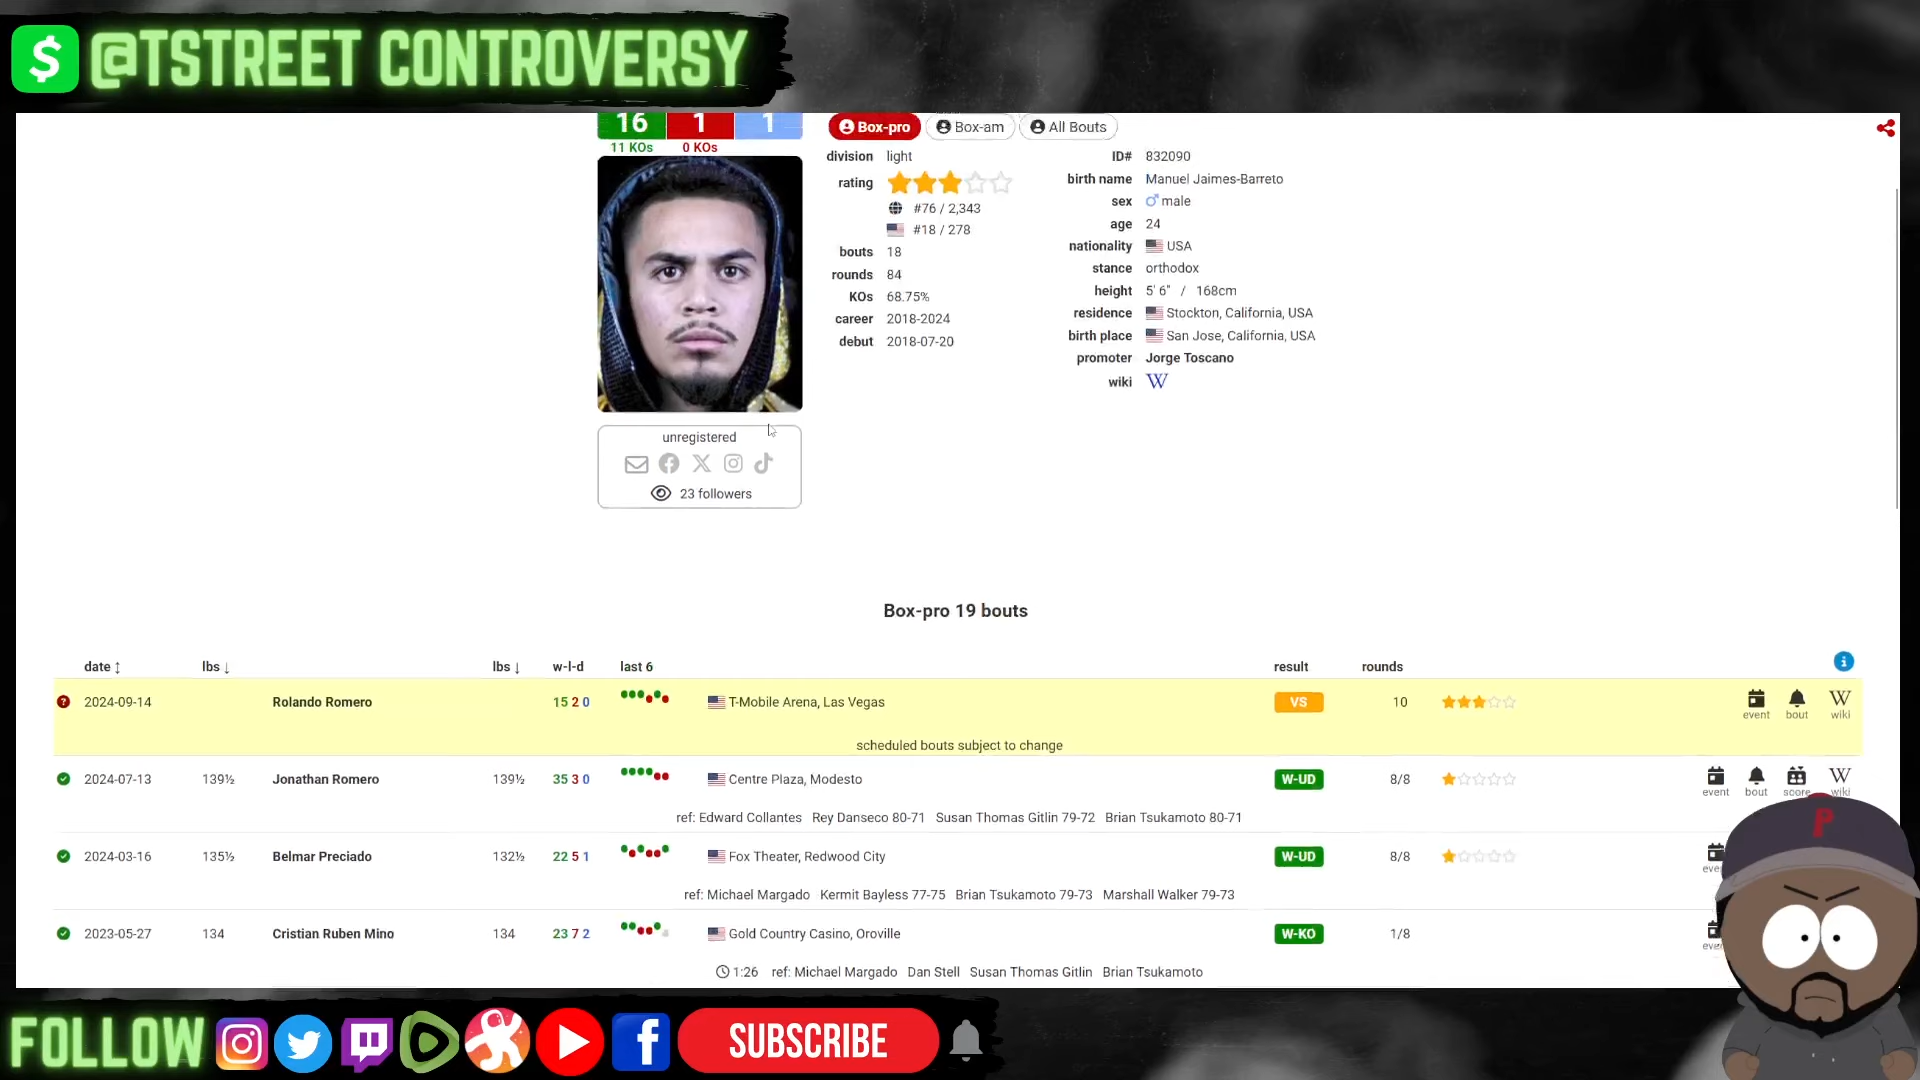 $ @TSTREET CONTROVERSY
16 1 1
11 KOs 0 KOs
Box-pro Box-am All Bouts
division light
rating
#76 / 2,343
#18 / 278
bouts 18
rounds 84
KOs 68.75%
career 2018-2024
debut 2018-07-20
ID# 832090
birth name Manuel Jaimes-Barreto
sex male
age 24
nationality USA
stance orthodox
height 5' 6" / 168cm
residence Stockton, California, USA
birth place San Jose, California, USA
promoter Jorge Toscano
wiki W
unregistered
23 followers
Box-pro 19 bouts
date lbs lbs w-l-d last 6 result rounds
2024-09-14 Rolando Romero 15 2 0 T-Mobile Arena, Las Vegas VS 10 W
event bout wiki
scheduled bouts subject to change
2024-07-13 139½ Jonathan Romero 139½ 35 3 0 Centre Plaza, Modesto W-UD 8/8 W
event bout score wiki
ref: Edward Collantes Rey Danseco 80-71 Susan Thomas Gitlin 79-72 Brian Tsukamoto 80-71
2024-03-16 135½ Belmar Preciado 132½ 22 5 1 Fox Theater, Redwood City W-UD 8/8
ref: Michael Margado Kermit Bayless 77-75 Brian Tsukamoto 79-73 Marshall Walker 79-73
2023-05-27 134 Cristian Ruben Mino 134 23 7 2 Gold Country Casino, Oroville W-KO 1/8
1:26 ref: Michael Margado Dan Stell Susan Thomas Gitlin Brian Tsukamoto
P
FOLLOW SUBSCRIBE